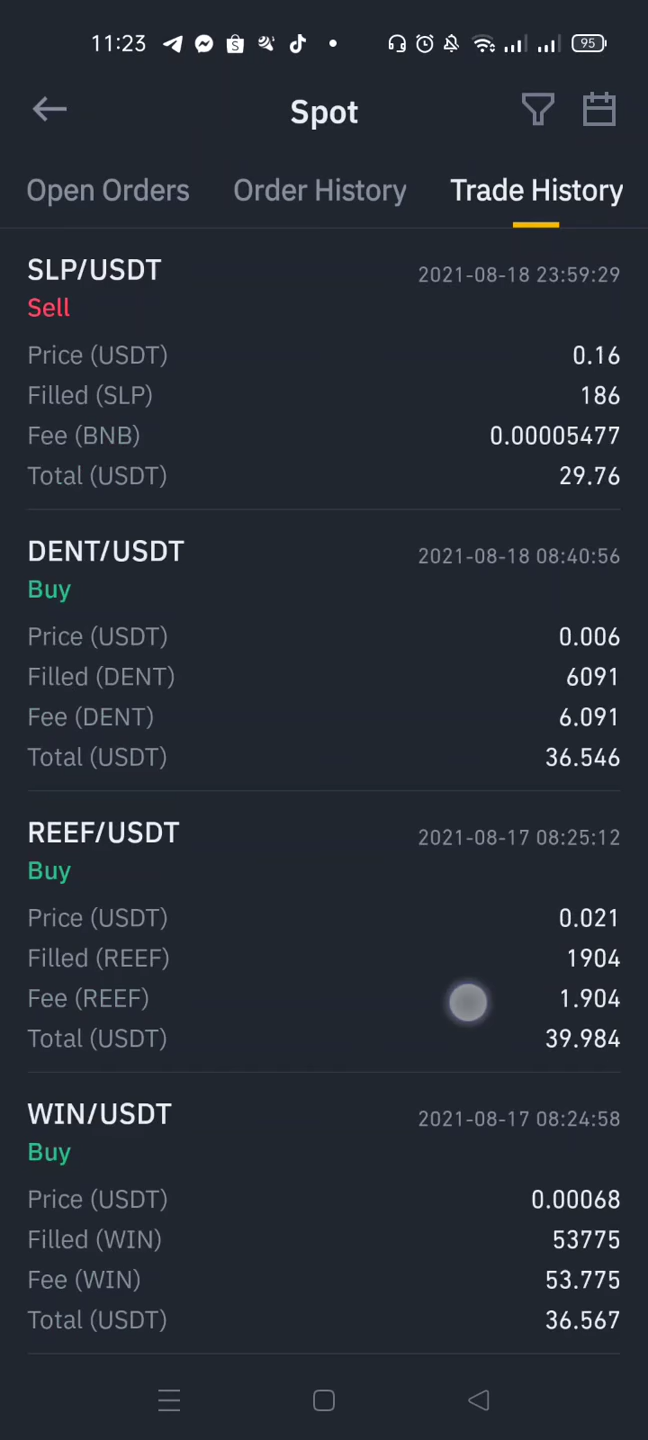 11:23 95
Spot
Open Orders Order History Trade History
SLP/USDT 2021-08-18 23:59:29
Sell
Price (USDT) 0.16
Filled (SLP) 186
Fee (BNB) 0.00005477
Total (USDT) 29.76
DENT/USDT 2021-08-18 08:40:56
Buy
Price (USDT) 0.006
Filled (DENT) 6091
Fee (DENT) 6.091
Total (USDT) 36.546
REEF/USDT 2021-08-17 08:25:12
Buy
Price (USDT) 0.021
Filled (REEF) 1904
Fee (REEF) 1.904
Total (USDT) 39.984
WIN/USDT 2021-08-17 08:24:58
Buy
Price (USDT) 0.00068
Filled (WIN) 53775
Fee (WIN) 53.775
Total (USDT) 36.567